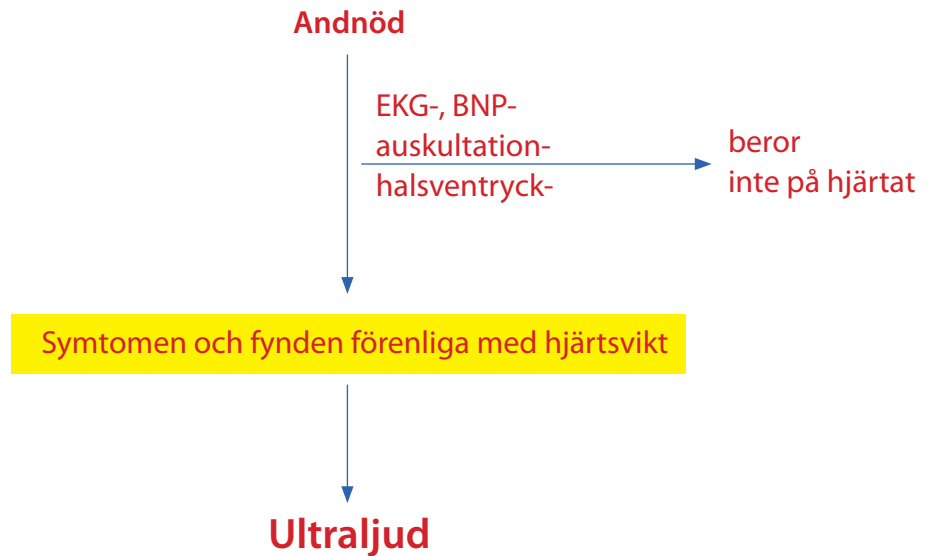 Andnöd
EKG-, BNP-
auskultation-
halsventryck-
beror
inte på hjärtat
Symtomen och fynden förenliga med hjärtsvikt
Ultraljud